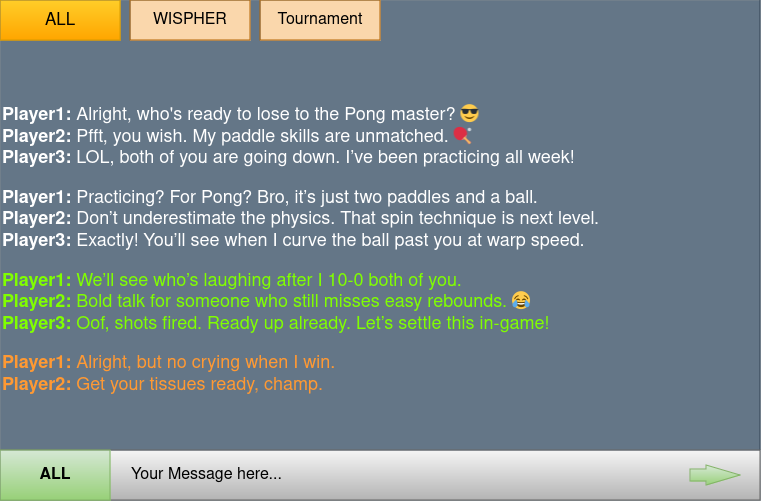 ALL WISPHER Tournament
Player1: Alright, who's ready to lose to the Pong master? 😎
Player2: Pfft, you wish. My paddle skills are unmatched. 🏓
Player3: LOL, both of you are going down. I’ve been practicing all week!
Player1: Practicing? For Pong? Bro, it’s just two paddles and a ball.
Player2: Don’t underestimate the physics. That spin technique is next level.
Player3: Exactly! You’ll see when I curve the ball past you at warp speed.
Player1: We’ll see who’s laughing after I 10-0 both of you.
Player2: Bold talk for someone who still misses easy rebounds. 😂
Player3: Oof, shots fired. Ready up already. Let’s settle this in-game!
Player1: Alright, but no crying when I win.
Player2: Get your tissues ready, champ.
ALL Your Message here...